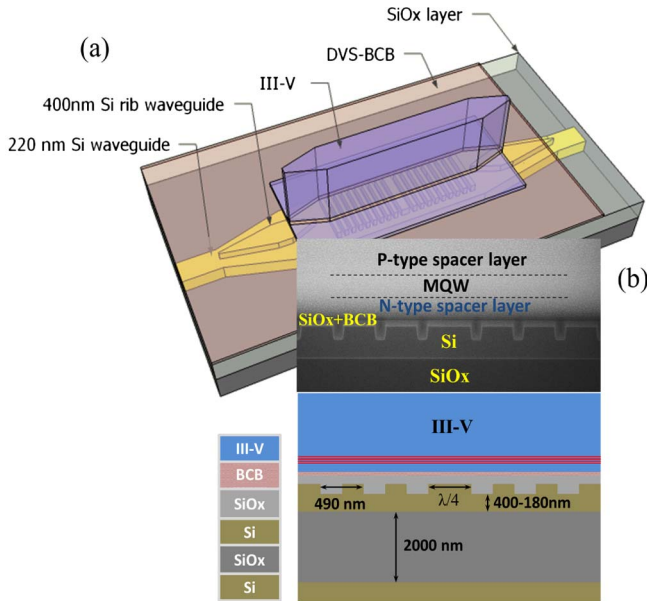 (a)
SiOx layer
DVS-BCB
III-V
400nm Si rib waveguide
220 nm Si waveguide
(b)
P-type spacer layer
MQW
N-type spacer layer
SiOx+BCB
Si
SiOx
III-V
BCB
SiOx
Si
SiOx
Si
III-V
490 nm
λ/4
400-180nm
2000 nm